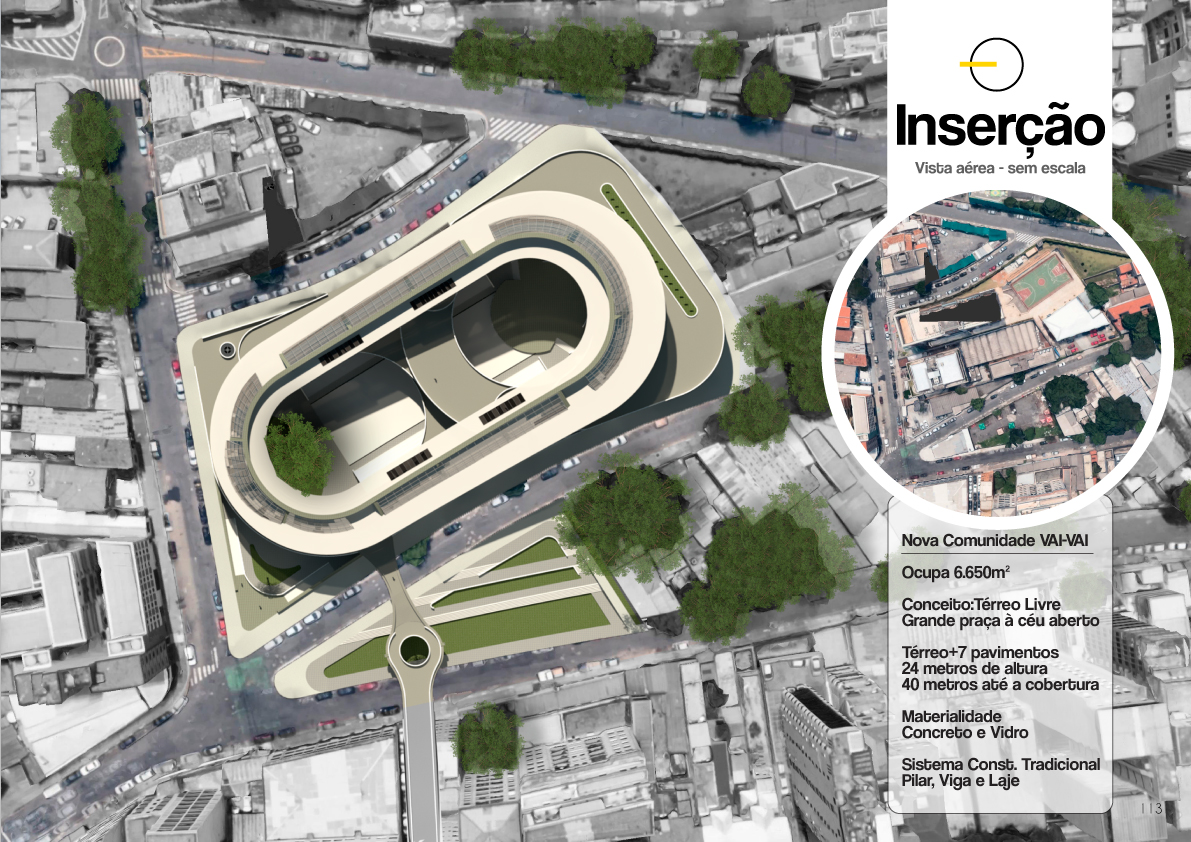 Inserção
Vista aérea - sem escala
Nova Comunidade VAI-VAI
Ocupa 6.650m²
Conceito:Térreo Livre
Grande praça à céu aberto
Térreo+7 pavimentos
24 metros de altura
40 metros até a cobertura
Materialidade
Concreto e Vidro
Sistema Const. Tradicional
Pilar, Viga e Laje
113